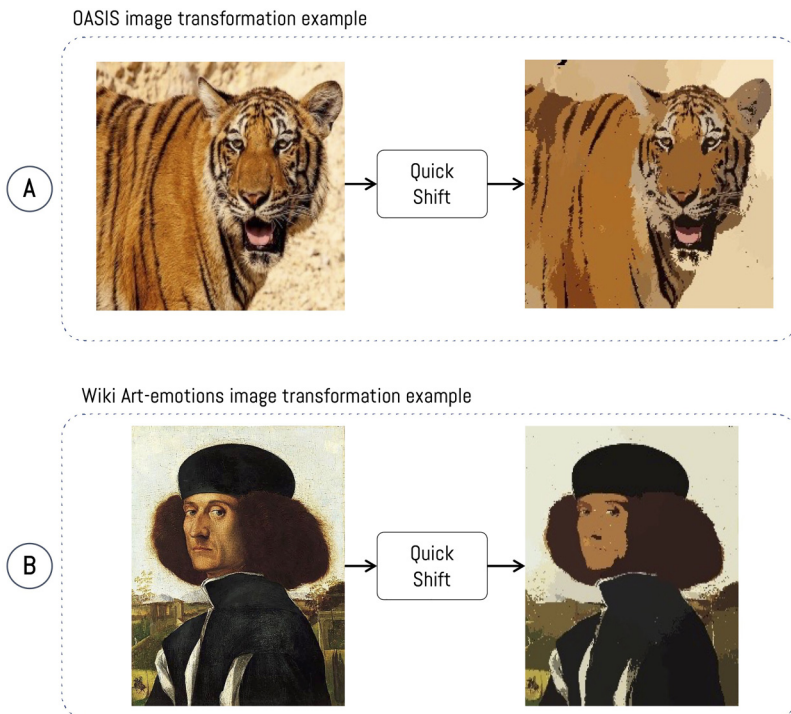 OASIS image transformation example
A
Quick
Shift
Wiki Art-emotions image transformation example
B
Quick
Shift